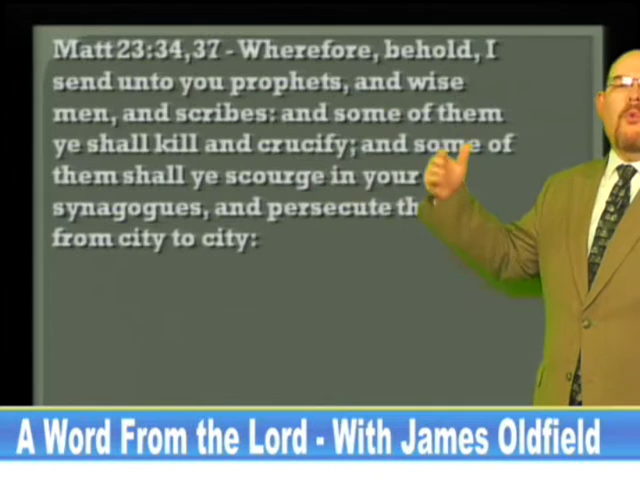 Matt 23:34,37 - Wherefore, behold, I
send unto you prophets, and wise
men, and scribes: and some of them
ye shall kill and crucify; and some of
them shall ye scourge in your
synagogues, and persecute th
from city to city:
A Word From the Lord - With James Oldfield